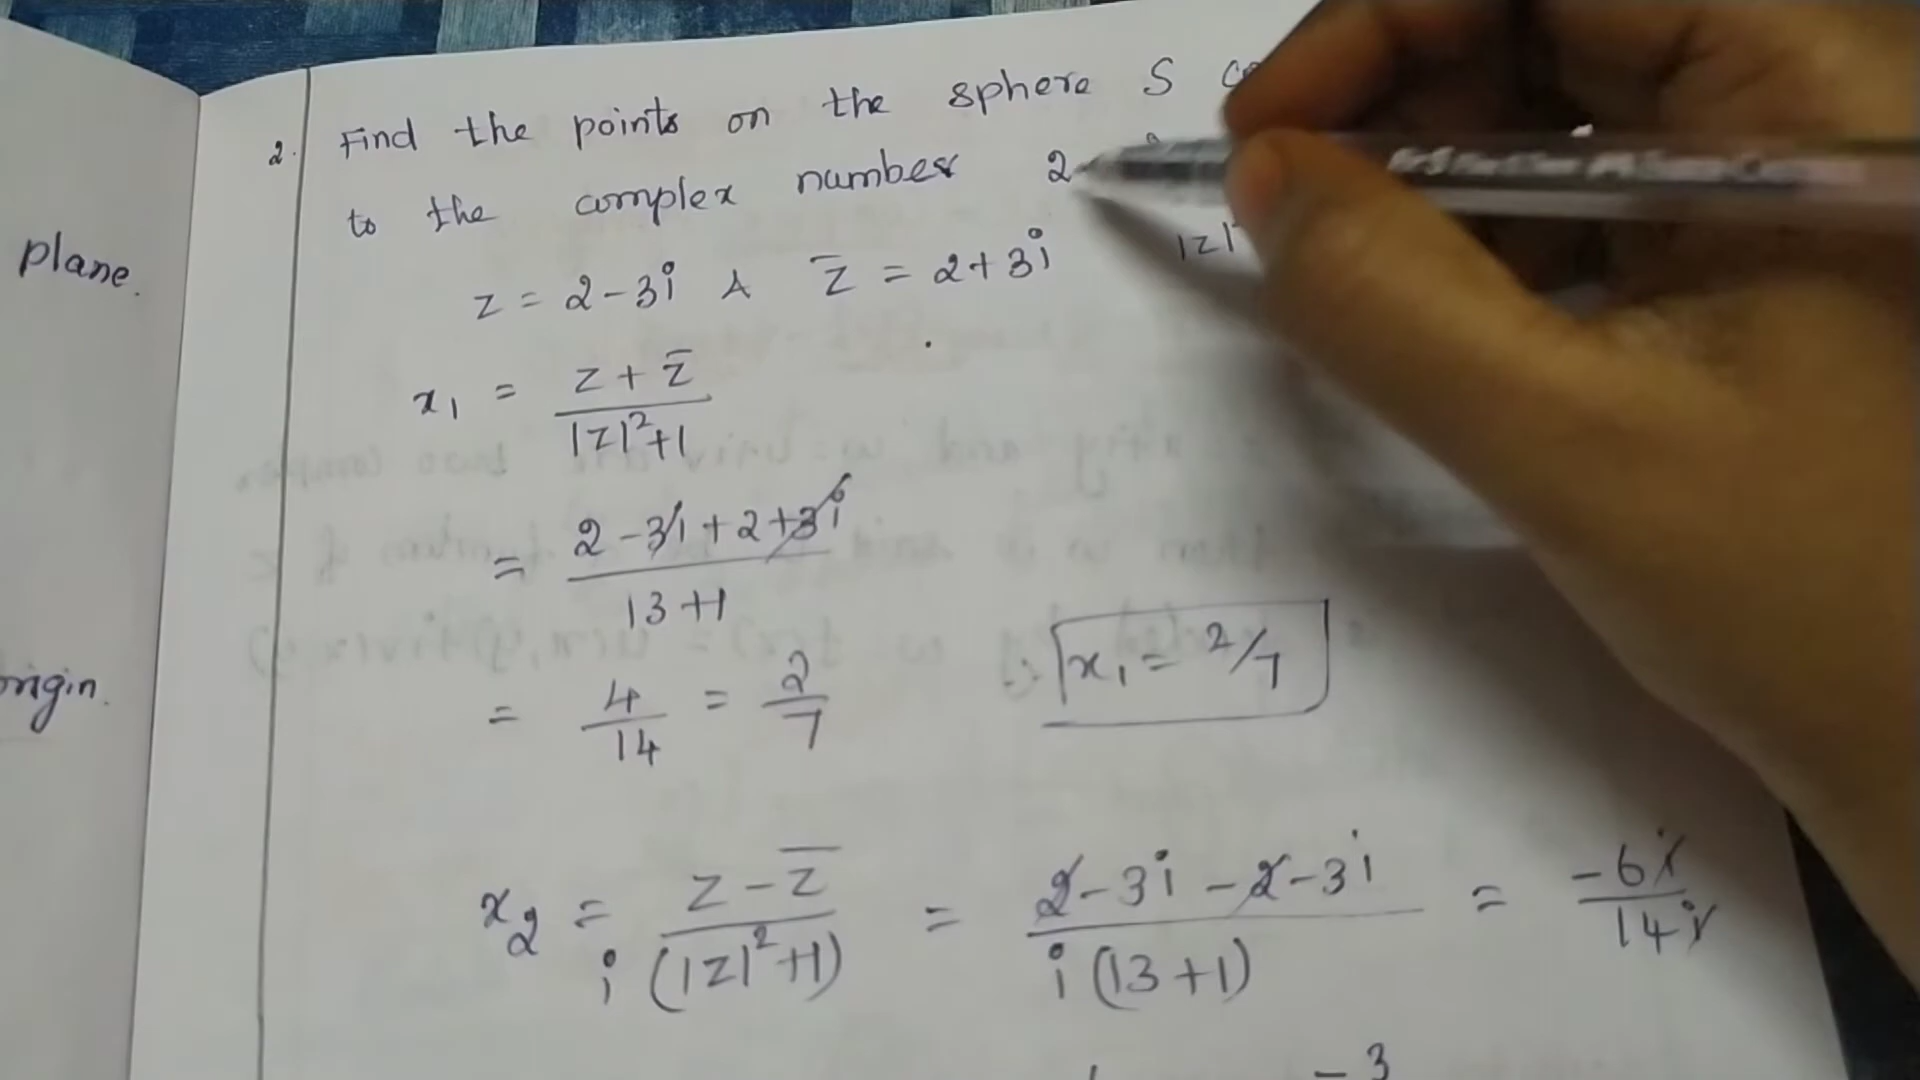 plane.
origin.
2. Find the points on the sphere S
to the complex number 2
z = 2-3i & z̄ = 2+3i |z|²
x₁ = (z + z̄)/(|z|²+1)
= (2-3i+2+3i)/(13+1)
= 4/14 = 2/7 ∴ x₁ = 2/7
x₂ = (z - z̄)/(i(|z|²+1)) = (2-3i-2-3i)/(i(13+1)) = -6i/14i
-3